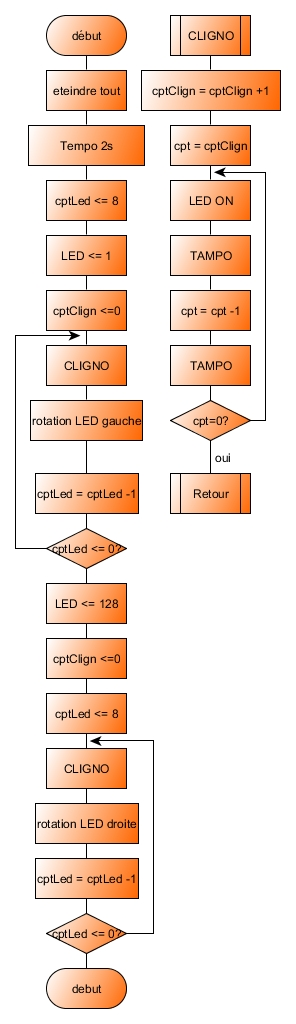 début
eteindre tout
Tempo 2s
cptLed <= 8
LED <= 1
cptClign <=0
CLIGNO
rotation LED gauche
cptLed = cptLed -1
cptLed <= 0?
LED <= 128
cptClign <=0
cptLed <= 8
CLIGNO
rotation LED droite
cptLed = cptLed -1
cptLed <= 0?
debut
CLIGNO
cptClign = cptClign +1
cpt = cptClign
LED ON
TAMPO
cpt = cpt -1
TAMPO
cpt=0?
oui
Retour